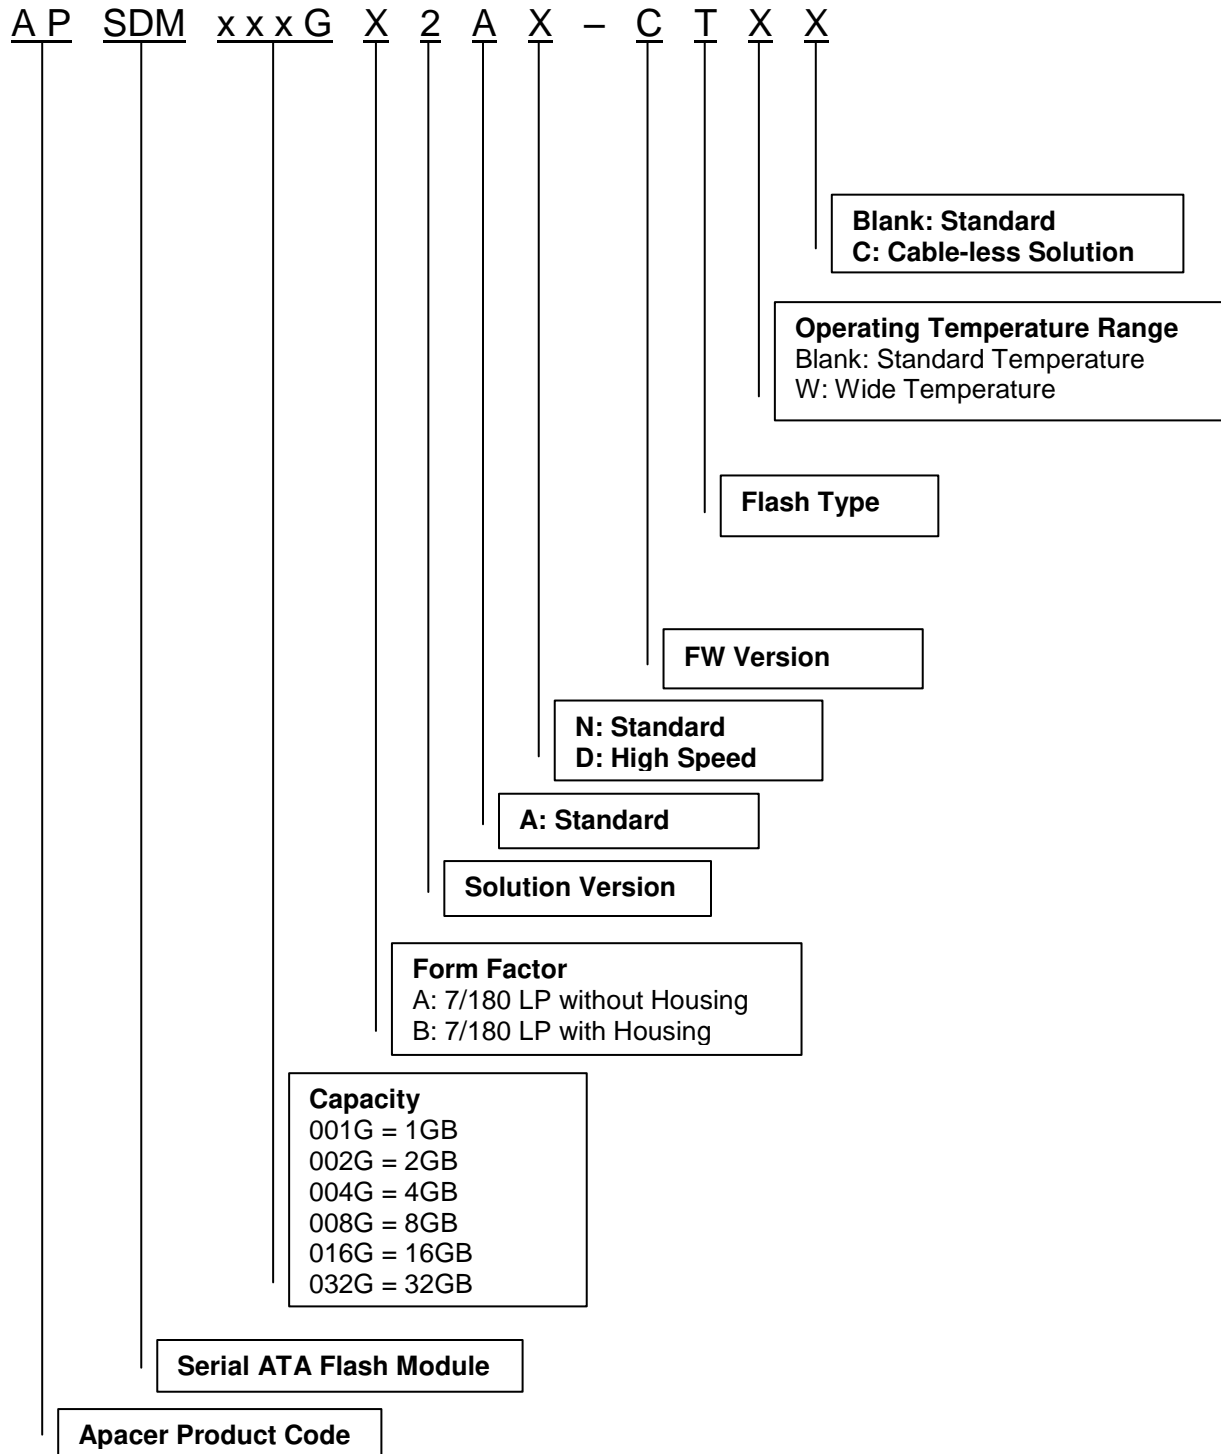 A P SDM x x x G X 2 A X – C T X X
Blank: Standard
C: Cable-less Solution
Operating Temperature Range
Blank: Standard Temperature
W: Wide Temperature
Flash Type
FW Version
N: Standard
D: High Speed
A: Standard
Solution Version
Form Factor
A: 7/180 LP without Housing
B: 7/180 LP with Housing
Capacity
001G = 1GB
002G = 2GB
004G = 4GB
008G = 8GB
016G = 16GB
032G = 32GB
Serial ATA Flash Module
Apacer Product Code